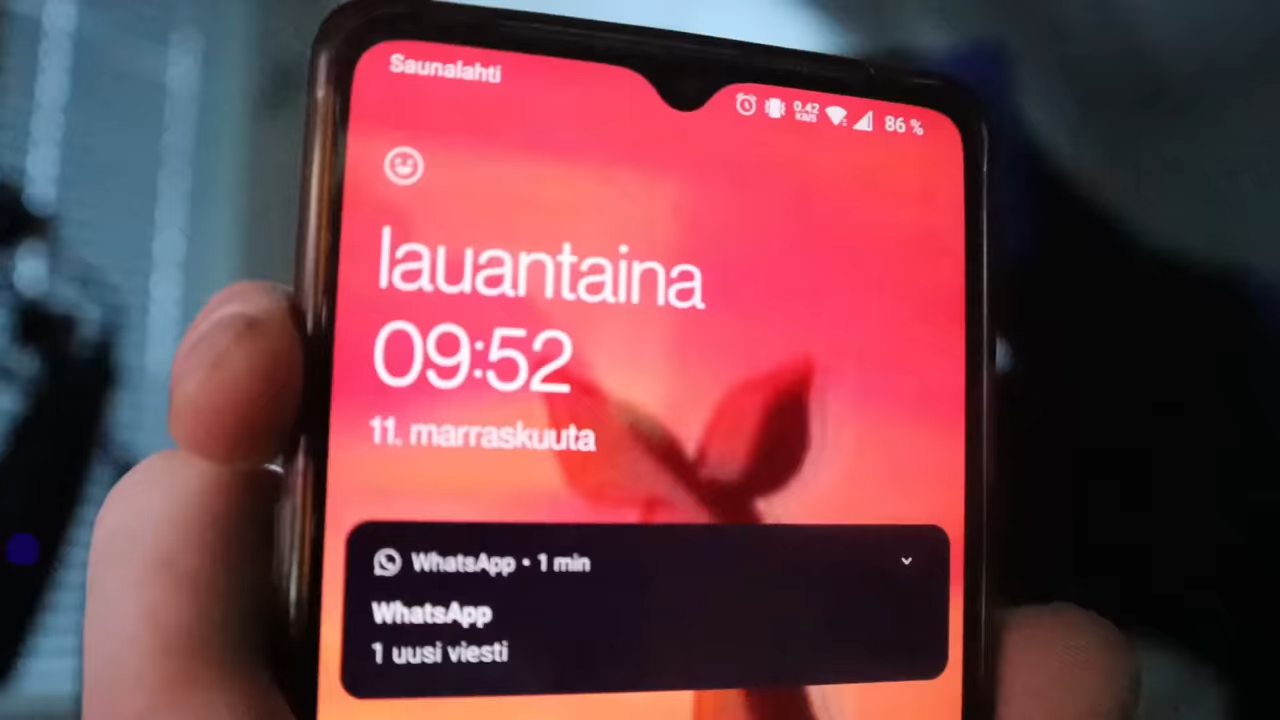 Saunalahti
0.42 86 %
KB/S
lauantaina
09:52
11. marraskuuta
WhatsApp • 1 min
WhatsApp
1 uusi viesti